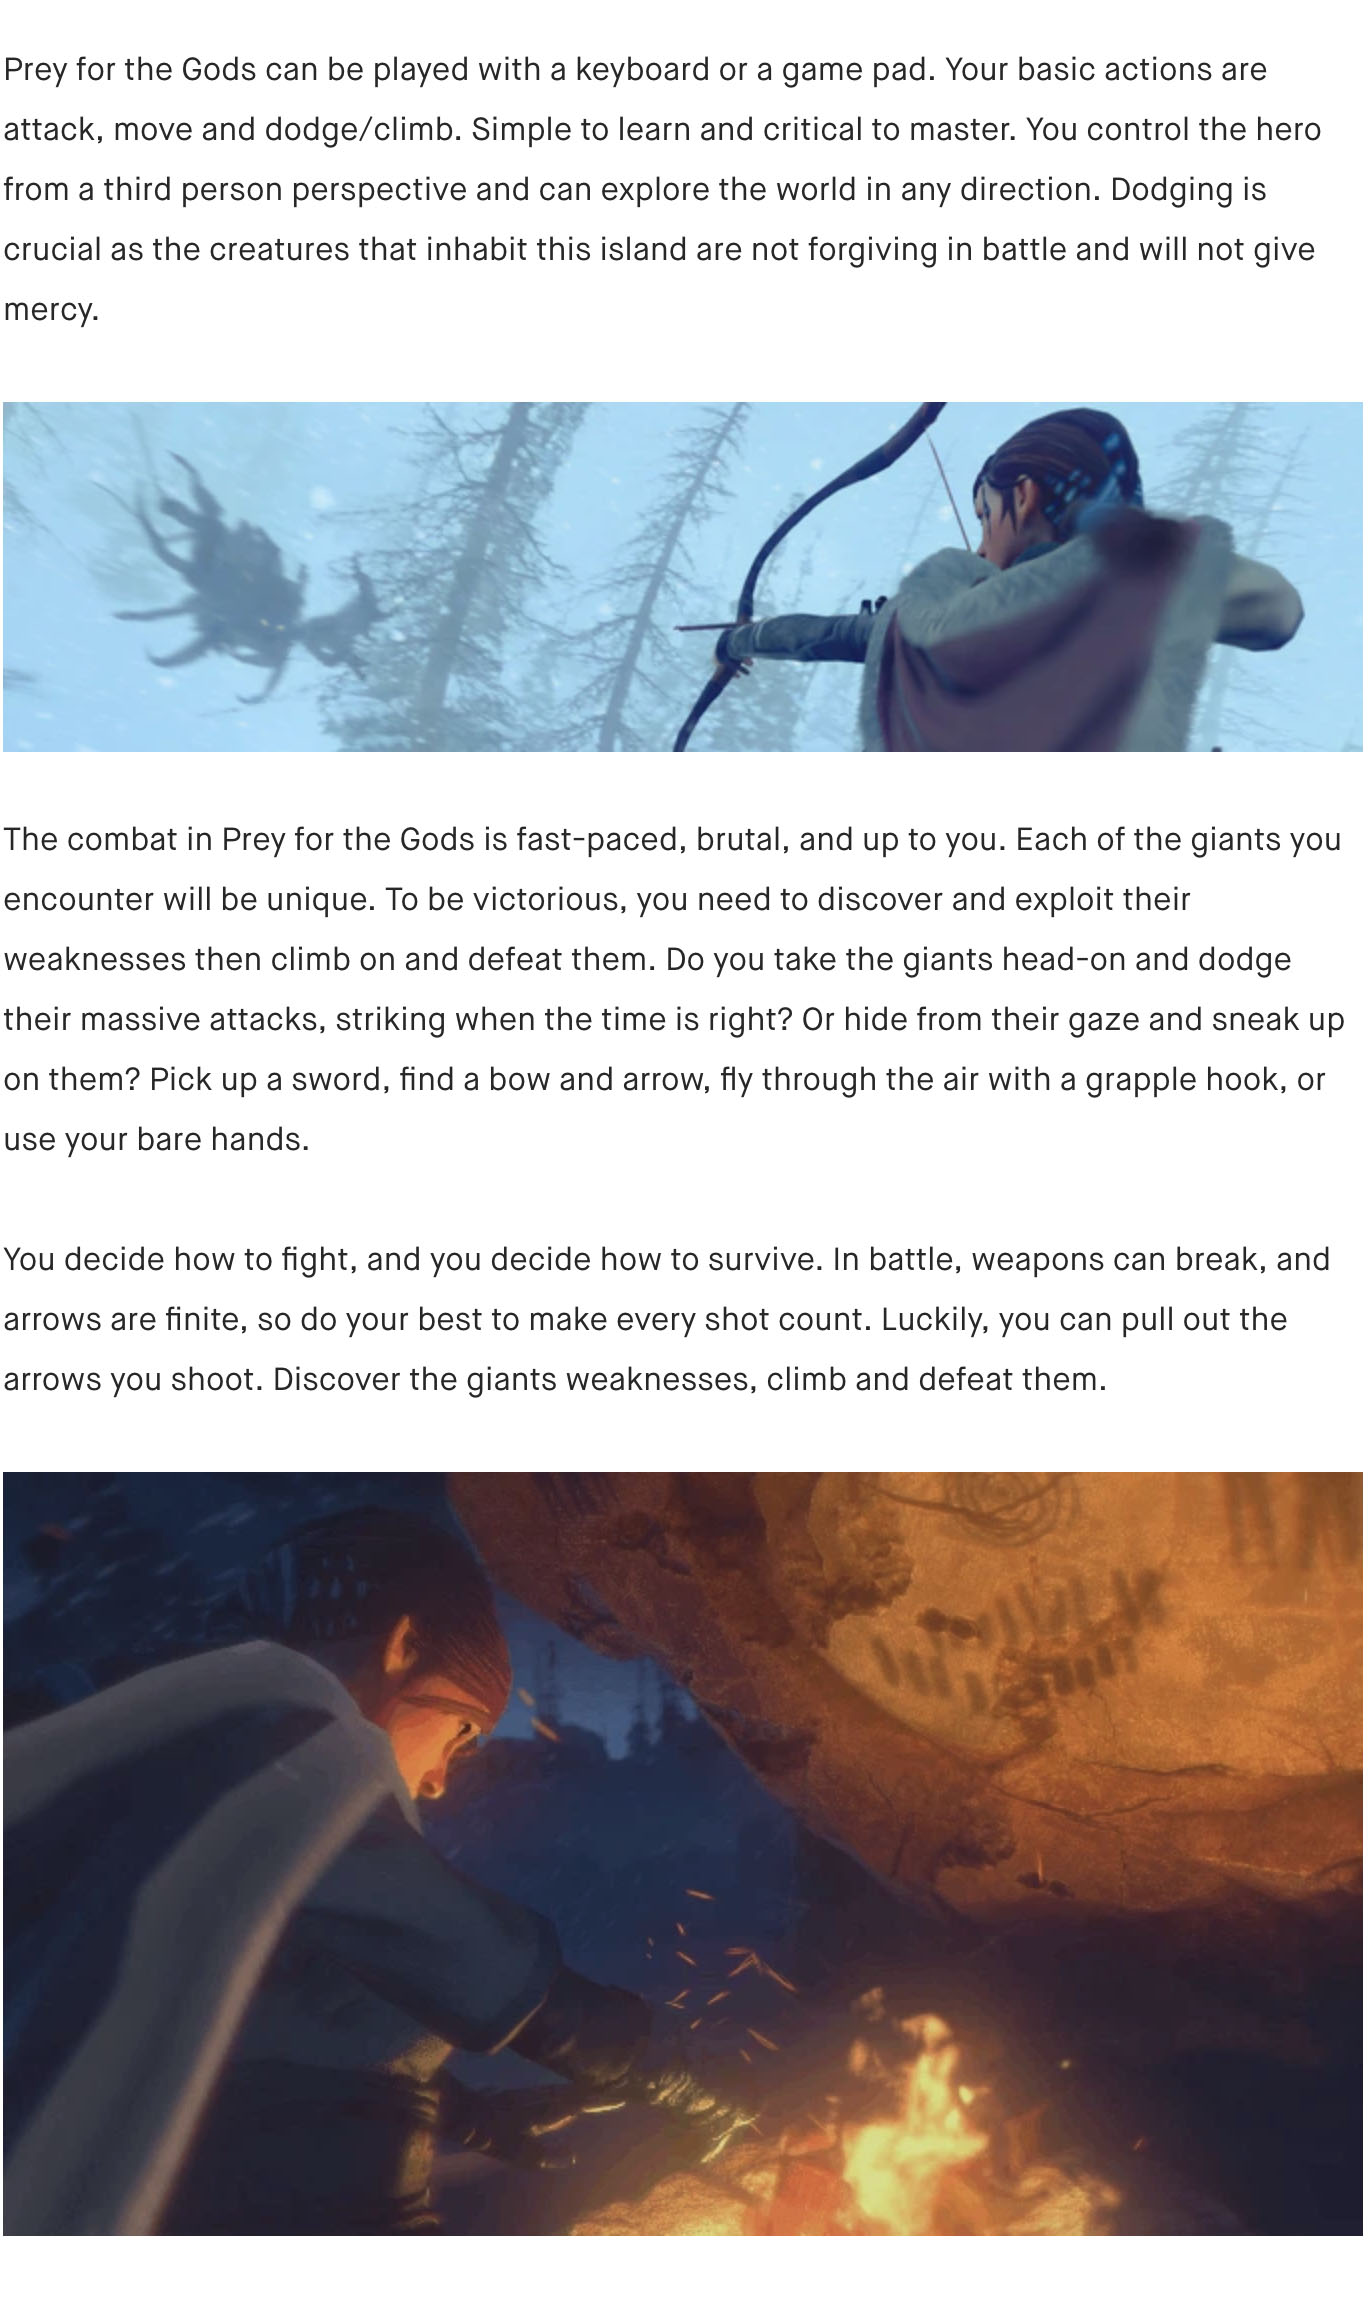 Prey for the Gods can be played with a keyboard or a game pad. Your basic actions are
attack, move and dodge/climb. Simple to learn and critical to master. You control the hero
from a third person perspective and can explore the world in any direction. Dodging is
crucial as the creatures that inhabit this island are not forgiving in battle and will not give
mercy.
The combat in Prey for the Gods is fast-paced, brutal, and up to you. Each of the giants you
encounter will be unique. To be victorious, you need to discover and exploit their
weaknesses then climb on and defeat them. Do you take the giants head-on and dodge
their massive attacks, striking when the time is right? Or hide from their gaze and sneak up
on them? Pick up a sword, find a bow and arrow, fly through the air with a grapple hook, or
use your bare hands.
You decide how to fight, and you decide how to survive. In battle, weapons can break, and
arrows are finite, so do your best to make every shot count. Luckily, you can pull out the
arrows you shoot. Discover the giants weaknesses, climb and defeat them.